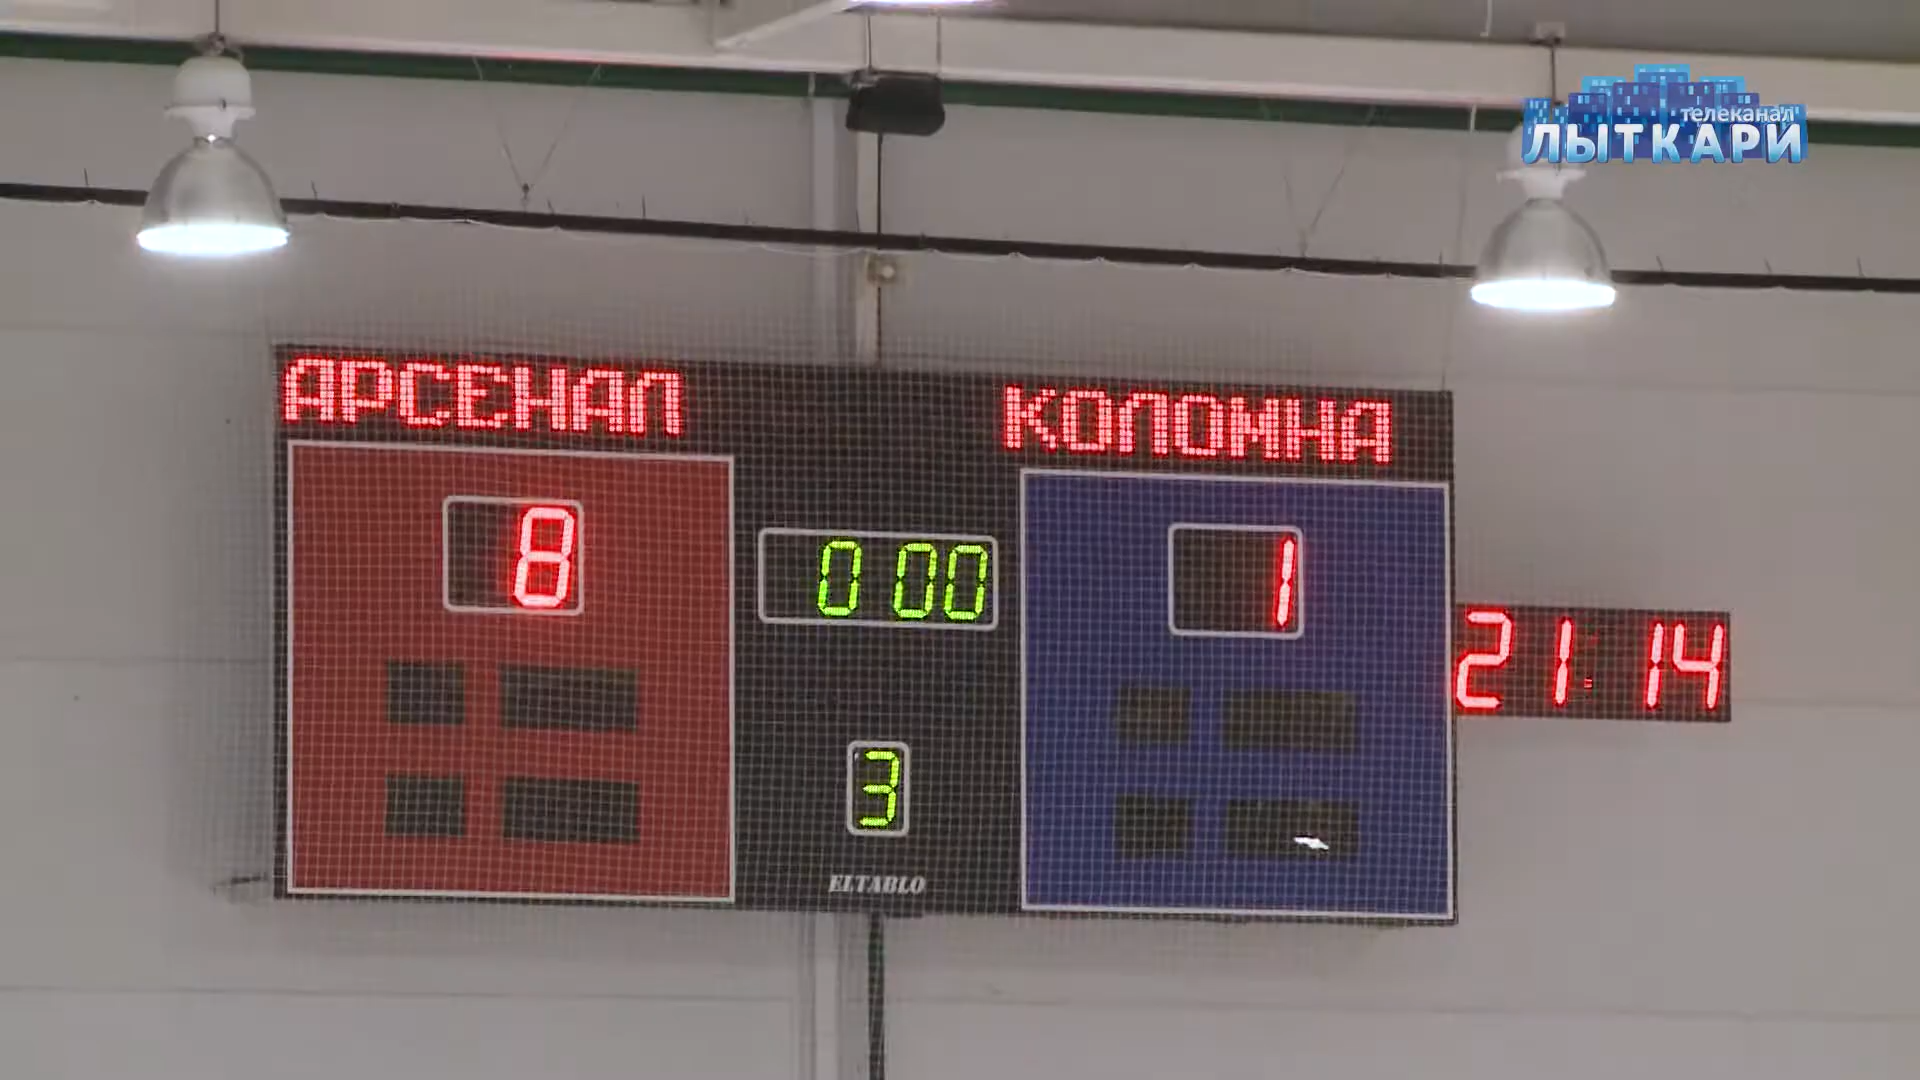 телеканал
ЛЫТКАРИ
АРСЕНАЛ
КОЛОМНА
8
0 00
1
21:14
3
ELTABLO